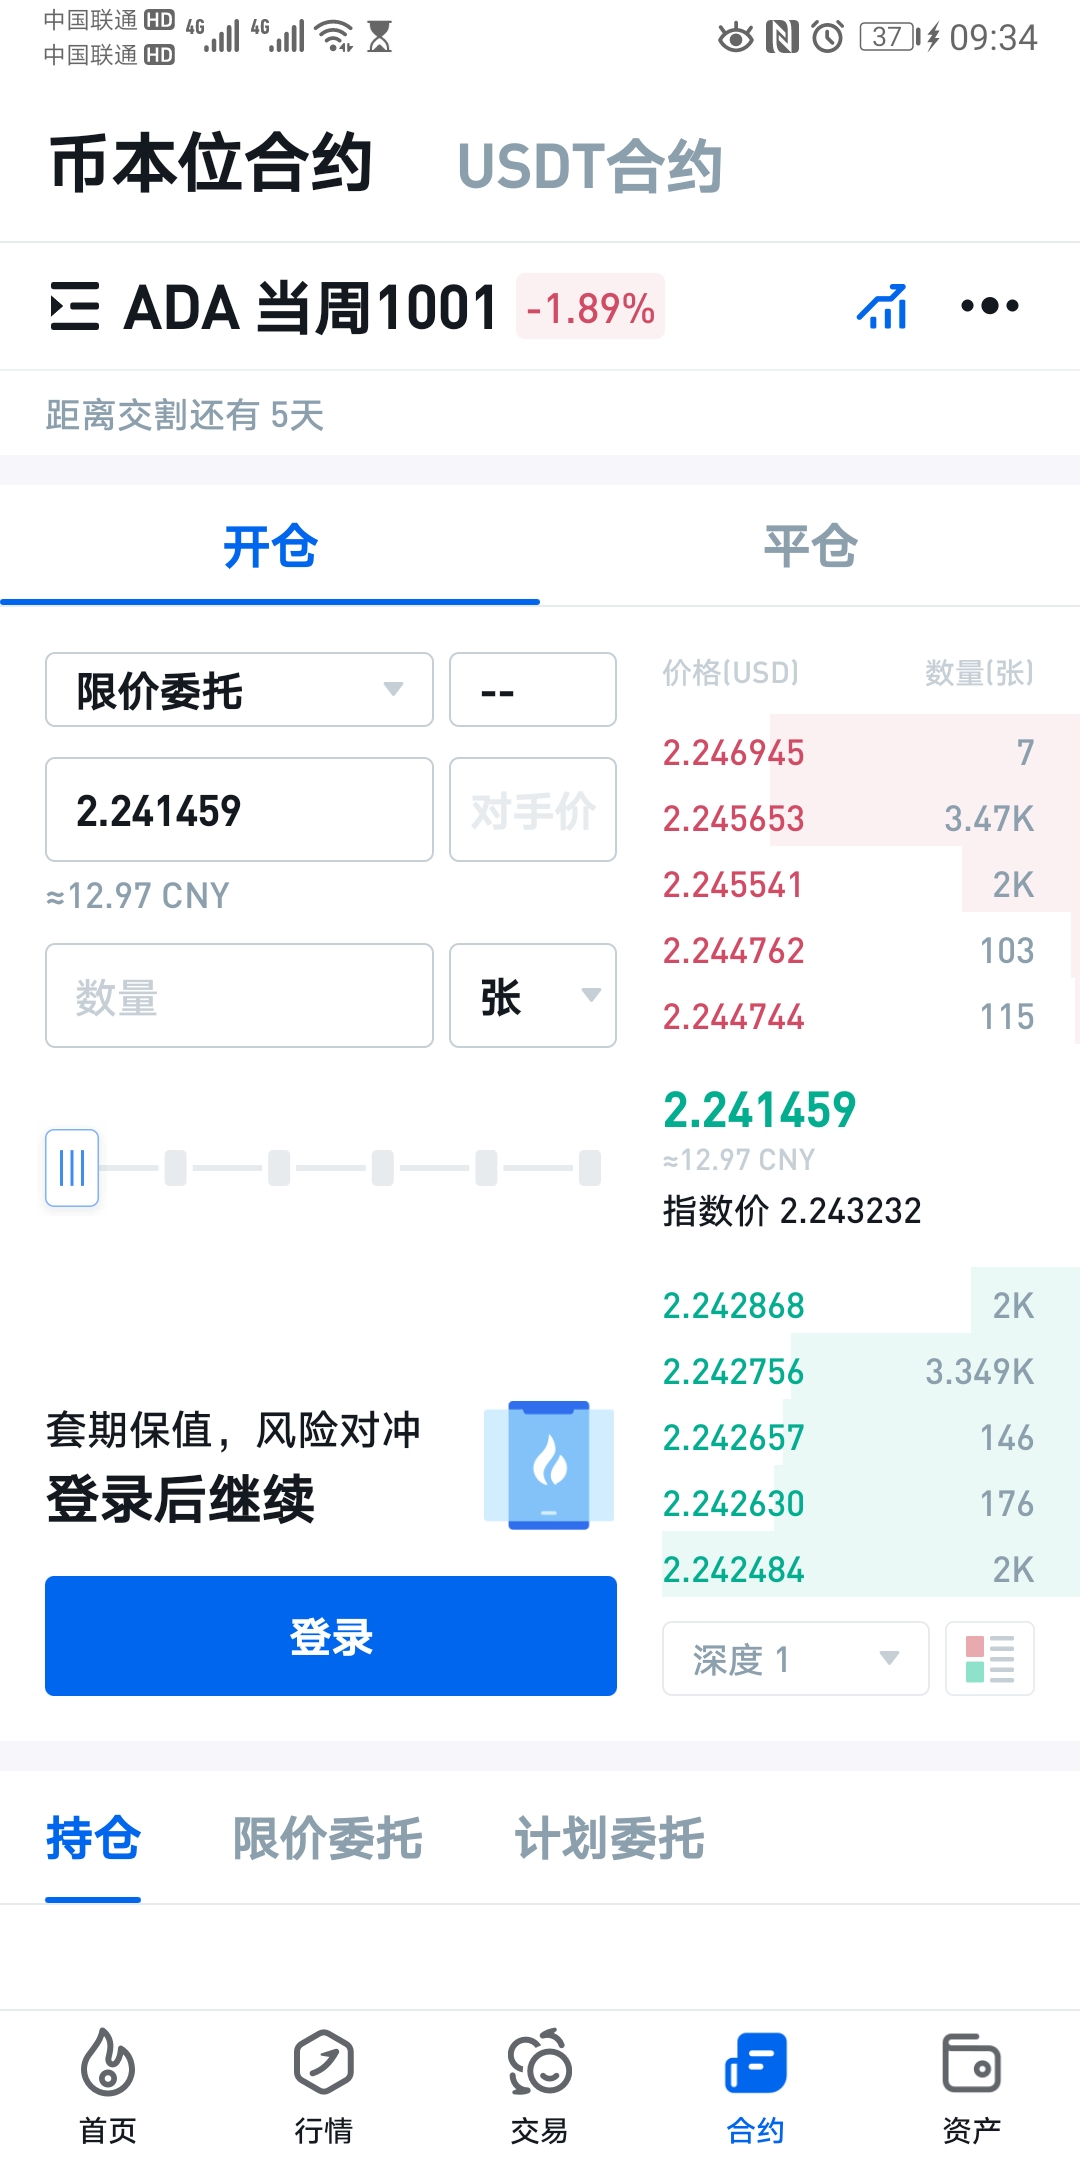 中国联通 HD 4G 4G 37 09:34
中国联通 HD
币本位合约 USDT合约
ADA 当周1001 -1.89%
距离交割还有 5天
开仓 平仓
限价委托 --
2.241459 对手价
≈12.97 CNY
数量 张
价格(USD) 数量(张)
2.246945 7
2.245653 3.47K
2.245541 2K
2.244762 103
2.244744 115
2.241459
≈12.97 CNY
指数价 2.243232
2.242868 2K
2.242756 3.349K
2.242657 146
2.242630 176
2.242484 2K
深度 1
套期保值，风险对冲
登录后继续
登录
持仓 限价委托 计划委托
首页 行情 交易 合约 资产